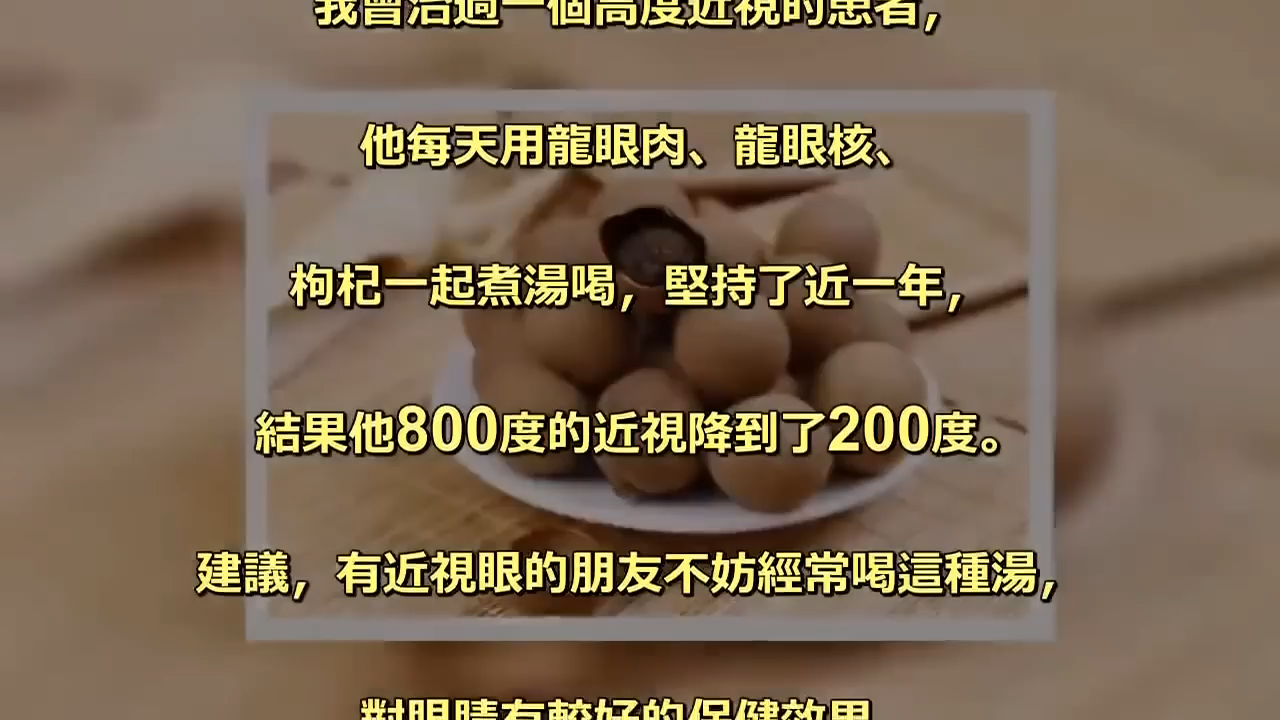 我曾治過一個高度近視的患者，
他每天用龍眼肉、龍眼核、
枸杞一起煮湯喝，堅持了近一年，
結果他800度的近視降到了200度。
建議，有近視眼的朋友不妨經常喝這種湯，
對眼睛有較好的保健效果